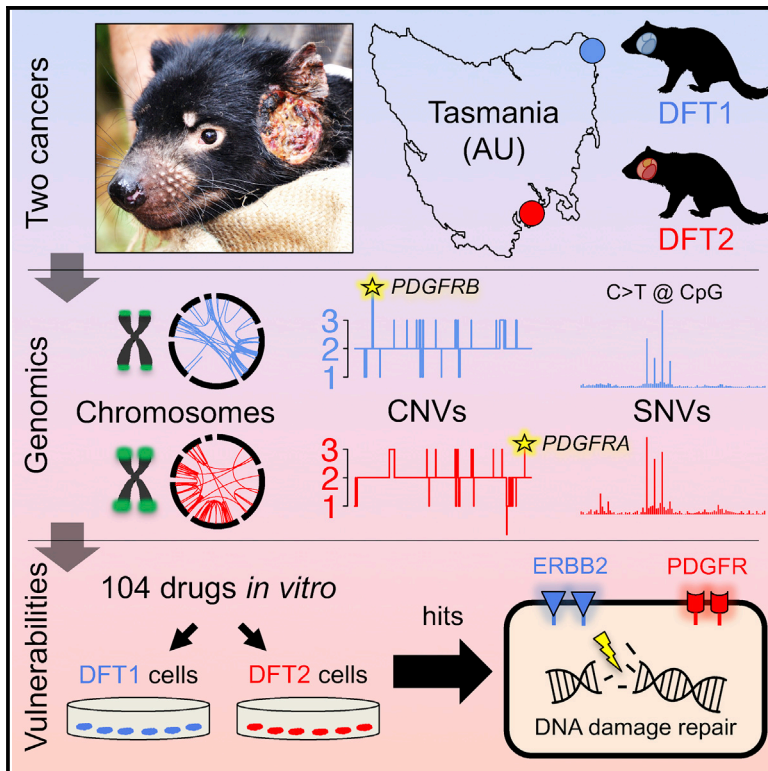 Two cancers
Tasmania
(AU)
DFT1
DFT2
Genomics
Chromosomes
3
2
1
PDGFRB
CNVs
3
2
1
PDGFRA
C>T @ CpG
SNVs
Vulnerabilities
104 drugs in vitro
DFT1 cells
DFT2 cells
hits
ERBB2
PDGFR
DNA damage repair